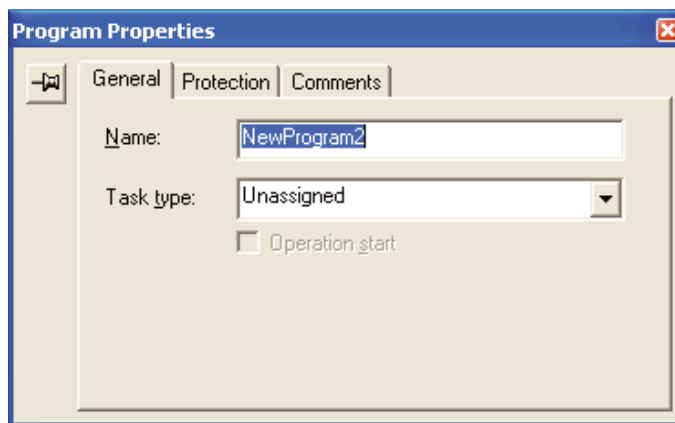 Program Properties
General Protection Comments
Name: NewProgram2
Task type: Unassigned
Operation start